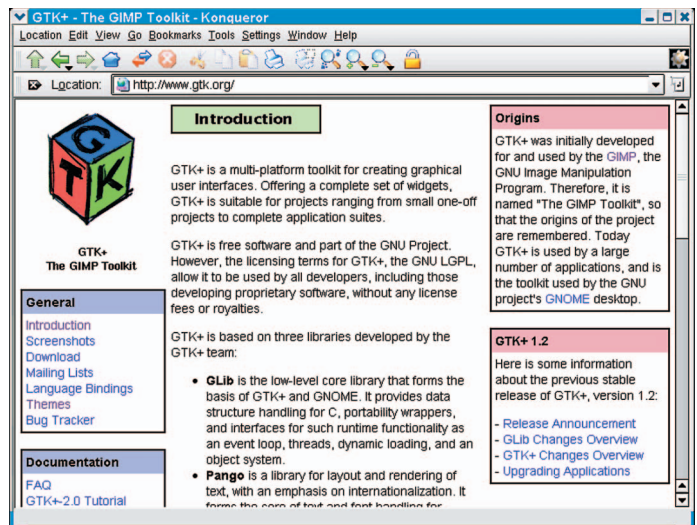 GTK+ - The GIMP Toolkit - Konqueror
Location Edit View Go Bookmarks Tools Settings Window Help
Location: http://www.gtk.org/
GTK
GTK+
The GIMP Toolkit
General
Introduction
Screenshots
Download
Mailing Lists
Language Bindings
Themes
Bug Tracker
Documentation
FAQ
GTK+-2.0 Tutorial
Introduction
GTK+ is a multi-platform toolkit for creating graphical
user interfaces. Offering a complete set of widgets,
GTK+ is suitable for projects ranging from small one-off
projects to complete application suites.
GTK+ is free software and part of the GNU Project.
However, the licensing terms for GTK+, the GNU LGPL,
allow it to be used by all developers, including those
developing proprietary software, without any license
fees or royalties.
GTK+ is based on three libraries developed by the
GTK+ team:
• GLib is the low-level core library that forms the
basis of GTK+ and GNOME. It provides data
structure handling for C, portability wrappers,
and interfaces for such runtime functionality as
an event loop, threads, dynamic loading, and an
object system.
• Pango is a library for layout and rendering of
text, with an emphasis on internationalization. It
forms the core of text and font handling for
Origins
GTK+ was initially developed
for and used by the GIMP, the
GNU Image Manipulation
Program. Therefore, it is
named "The GIMP Toolkit", so
that the origins of the project
are remembered. Today
GTK+ is used by a large
number of applications, and is
the toolkit used by the GNU
project's GNOME desktop.
GTK+ 1.2
Here is some information
about the previous stable
release of GTK+, version 1.2:
- Release Announcement
- GLib Changes Overview
- GTK+ Changes Overview
- Upgrading Applications